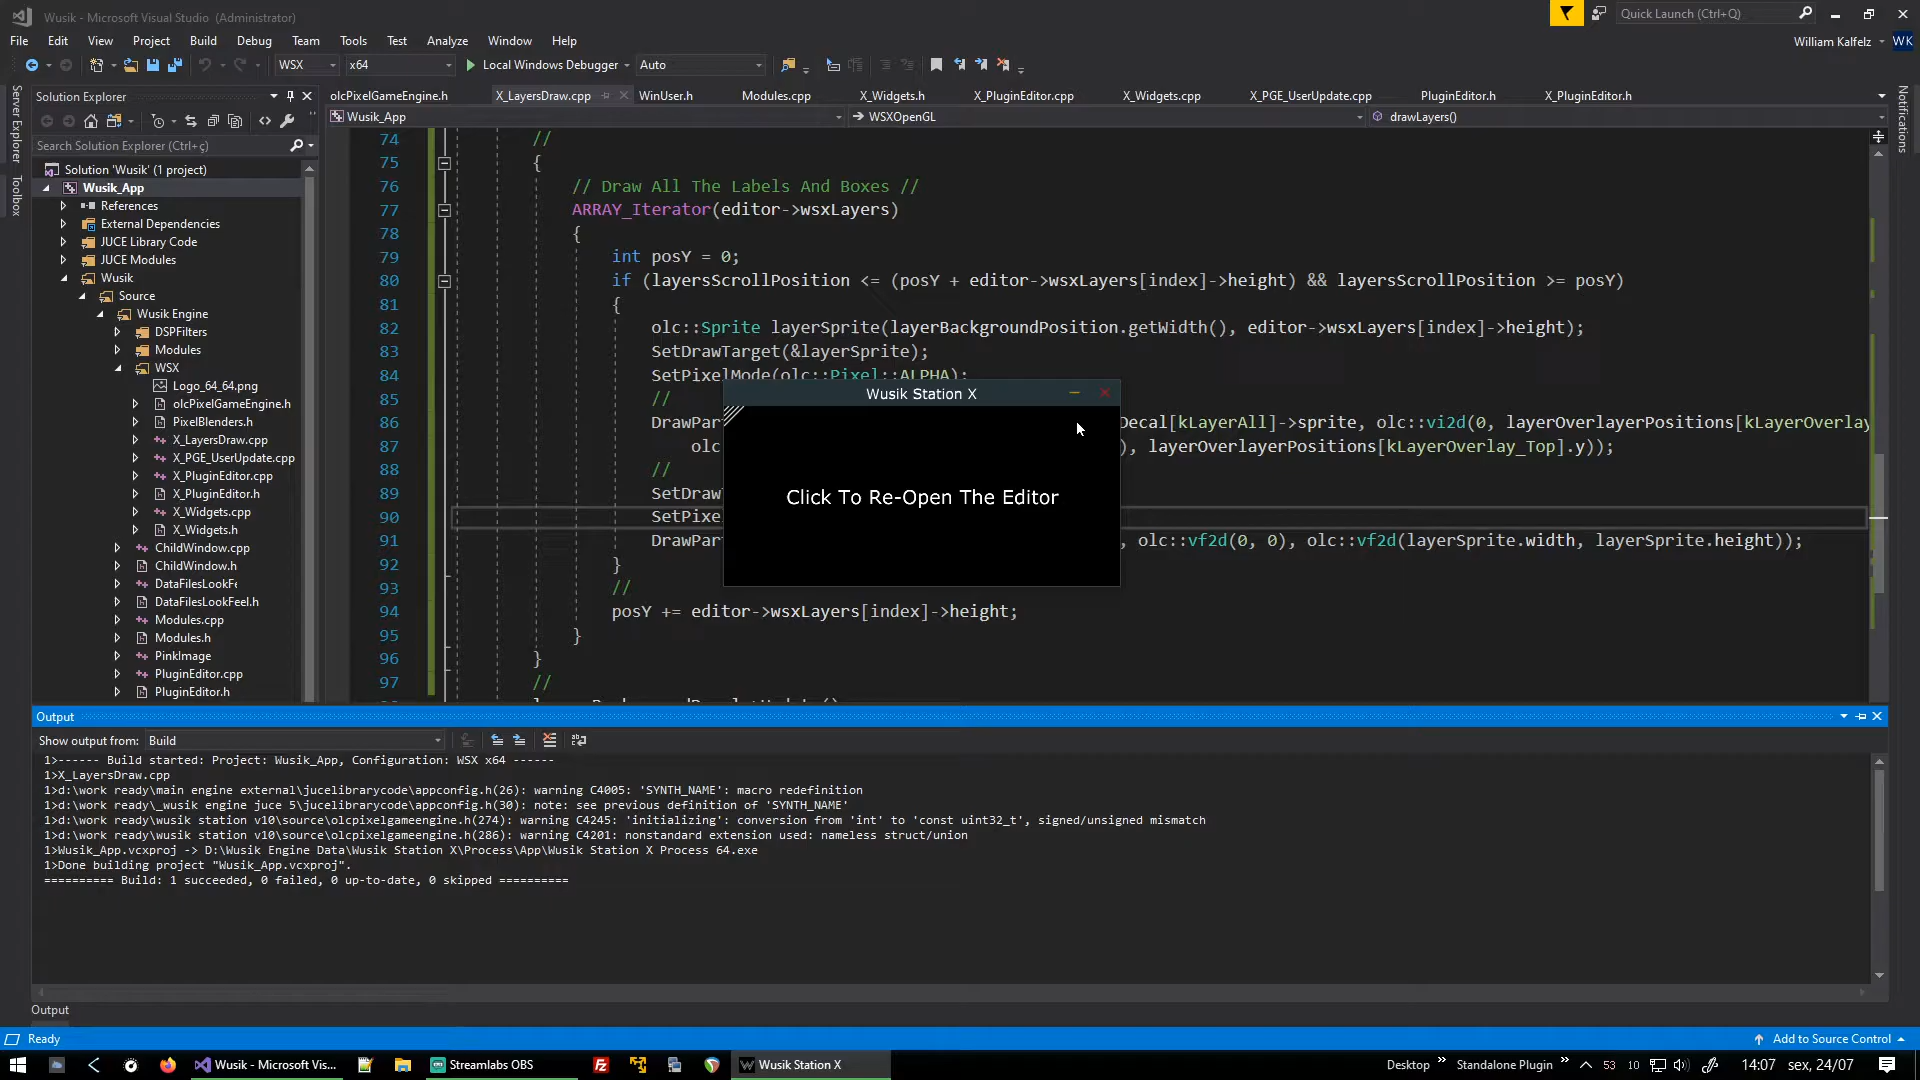 Wusik - Microsoft Visual Studio (Administrator)
Quick Launch (Ctrl+Q)
File Edit View Project Build Debug Team Tools Test Analyze Window Help
William Kalfelz WK
WSX x64 Local Windows Debugger Auto
Server Explorer
Toolbox
Notifications
Solution Explorer
olcPixelGameEngine.h X_LayersDraw.cpp WinUser.h Modules.cpp X_Widgets.h X_PluginEditor.cpp X_Widgets.cpp X_PGE_UserUpdate.cpp PluginEditor.h X_PluginEditor.h
Wusik_App WSXOpenGL drawLayers()
Search Solution Explorer (Ctrl+ç)
Solution 'Wusik' (1 project)
Wusik_App
References
External Dependencies
JUCE Library Code
JUCE Modules
Wusik
Source
Wusik Engine
DSPFilters
Modules
WSX
Logo_64_64.png
olcPixelGameEngine.h
PixelBlenders.h
X_LayersDraw.cpp
X_PGE_UserUpdate.cpp
X_PluginEditor.cpp
X_PluginEditor.h
X_Widgets.cpp
X_Widgets.h
ChildWindow.cpp
ChildWindow.h
DataFilesLookFe
DataFilesLookFeel.h
Modules.cpp
Modules.h
PinkImage
PluginEditor.cpp
PluginEditor.h
74 //
75 {
76 // Draw All The Labels And Boxes //
77 ARRAY_Iterator(editor->wsxLayers)
78 {
79 int posY = 0;
80 if (layersScrollPosition <= (posY + editor->wsxLayers[index]->height) && layersScrollPosition >= posY)
81 {
82 olc::Sprite layerSprite(layerBackgroundPosition.getWidth(), editor->wsxLayers[index]->height);
83 SetDrawTarget(&layerSprite);
84 SetPixelMode(olc::Pixel::ALPHA);
85 //
86 DrawPar Decal[kLayerAll]->sprite, olc::vi2d(0, layerOverlayerPositions[kLayerOverlay
87 olc ), layerOverlayerPositions[kLayerOverlay_Top].y));
88 //
89 SetDrawT
90 SetPixel
91 DrawPar , olc::vf2d(0, 0), olc::vf2d(layerSprite.width, layerSprite.height));
92 }
93 //
94 posY += editor->wsxLayers[index]->height;
95 }
96 }
97 //
Wusik Station X
Click To Re-Open The Editor
Output
Show output from: Build
1>------ Build started: Project: Wusik_App, Configuration: WSX x64 ------
1>X_LayersDraw.cpp
1>d:\work ready\main engine external\jucelibrarycode\appconfig.h(26): warning C4005: 'SYNTH_NAME': macro redefinition
1>d:\work ready\_wusik engine juce 5\jucelibrarycode\appconfig.h(30): note: see previous definition of 'SYNTH_NAME'
1>d:\work ready\wusik station v10\source\olcpixelgameengine.h(274): warning C4245: 'initializing': conversion from 'int' to 'const uint32_t', signed/unsigned mismatch
1>d:\work ready\wusik station v10\source\olcpixelgameengine.h(286): warning C4201: nonstandard extension used: nameless struct/union
1>Wusik_App.vcxproj -> D:\Wusik Engine Data\Wusik Station X\Process\App\Wusik Station X Process 64.exe
1>Done building project "Wusik_App.vcxproj".
========== Build: 1 succeeded, 0 failed, 0 up-to-date, 0 skipped ==========
Output
Ready
Add to Source Control
Wusik - Microsoft Vis... Streamlabs OBS Wusik Station X Desktop Standalone Plugin 53 10 14:07 sex, 24/07